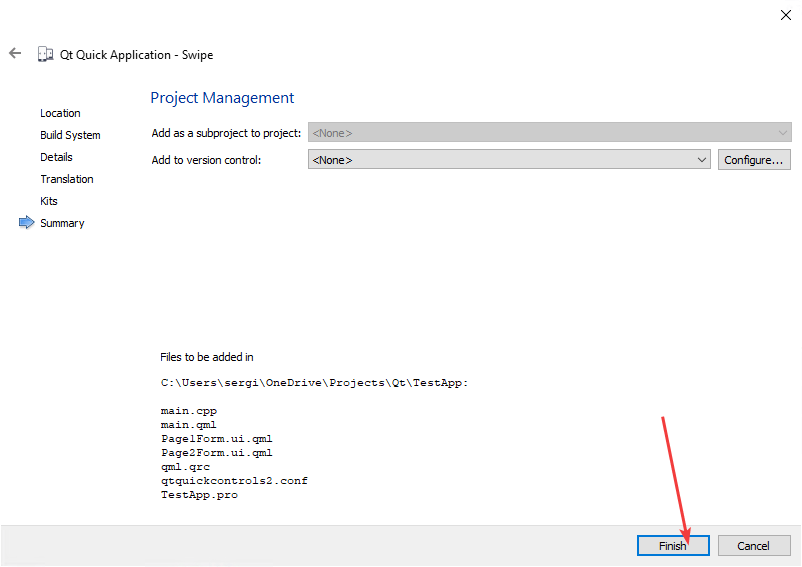 Qt Quick Application - Swipe
Location
Build System
Details
Translation
Kits
Summary
Project Management
Add as a subproject to project: <None>
Add to version control: <None> Configure...
Files to be added in
C:\Users\sergi\OneDrive\Projects\Qt\TestApp:
main.cpp
main.qml
Page1Form.ui.qml
Page2Form.ui.qml
qml.qrc
qtquickcontrols2.conf
TestApp.pro
Finish Cancel